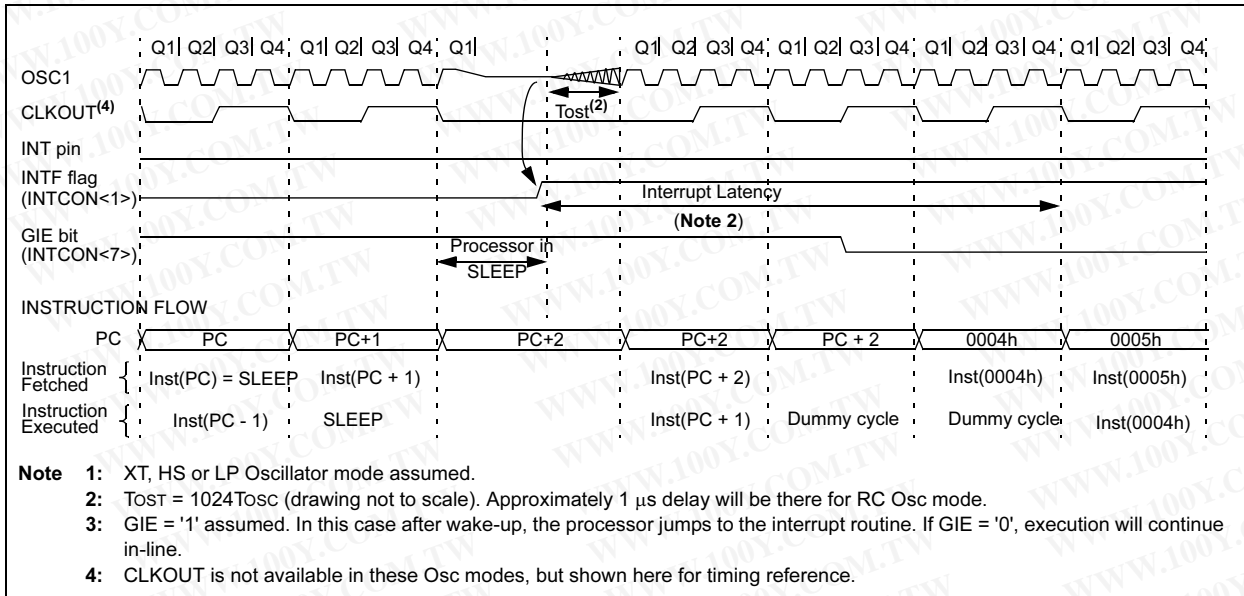 Q1| Q2| Q3| Q4 Q1| Q2| Q3| Q4 Q1| Q1| Q2| Q3| Q4 Q1| Q2| Q3| Q4 Q1| Q2| Q3| Q4 Q1| Q2| Q3| Q4
OSC1
CLKOUT(4)
TOST(2)
INT pin
INTF flag
(INTCON<1>)
Interrupt Latency
(Note 2)
GIE bit
(INTCON<7>)
Processor in
SLEEP
INSTRUCTION FLOW
PC PC PC+1 PC+2 PC+2 PC + 2 0004h 0005h
Instruction
Fetched { Inst(PC) = SLEEP Inst(PC + 1) Inst(PC + 2) Inst(0004h) Inst(0005h)
Instruction
Executed { Inst(PC - 1) SLEEP Inst(PC + 1) Dummy cycle Dummy cycle Inst(0004h)
Note 1: XT, HS or LP Oscillator mode assumed.
2: TOST = 1024TOSC (drawing not to scale). Approximately 1 µs delay will be there for RC Osc mode.
3: GIE = '1' assumed. In this case after wake-up, the processor jumps to the interrupt routine. If GIE = '0', execution will continue
in-line.
4: CLKOUT is not available in these Osc modes, but shown here for timing reference.
WWW.100Y.COM.TW